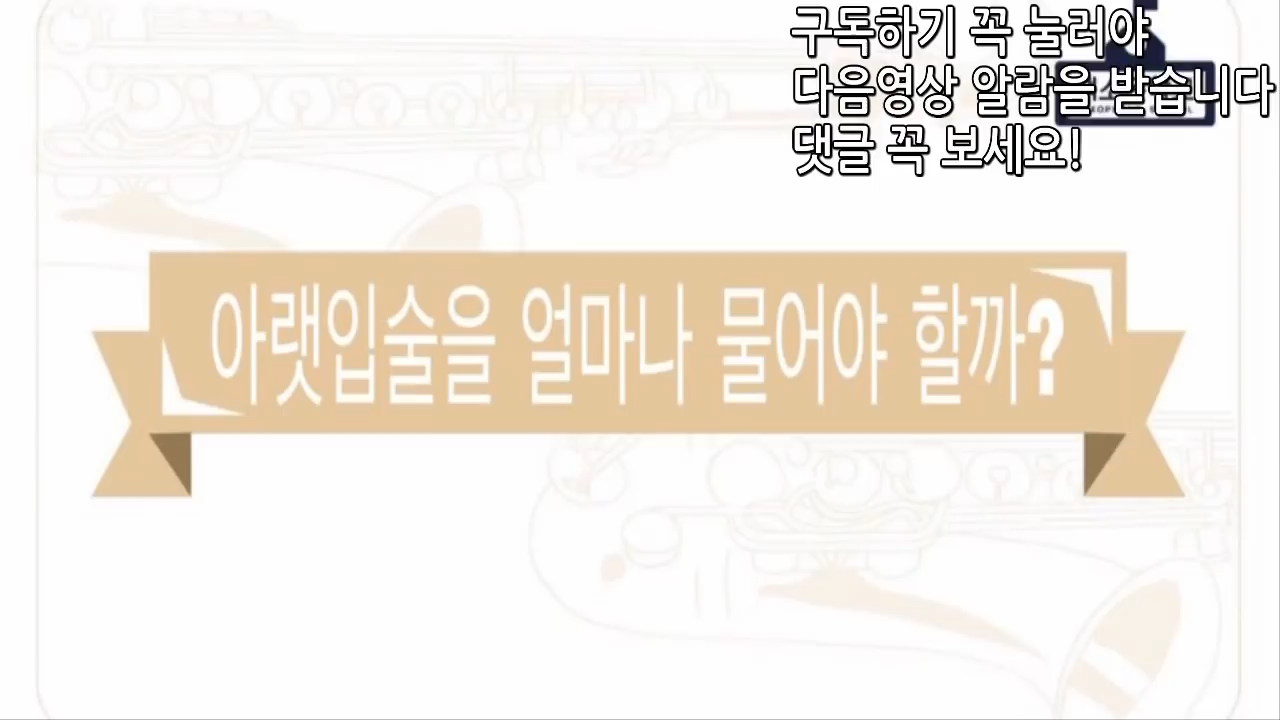 구독하기 꼭 눌러야
다음영상 알람을 받습니다
댓글 꼭 보세요!
아랫입술을 얼마나 물어야 할까?